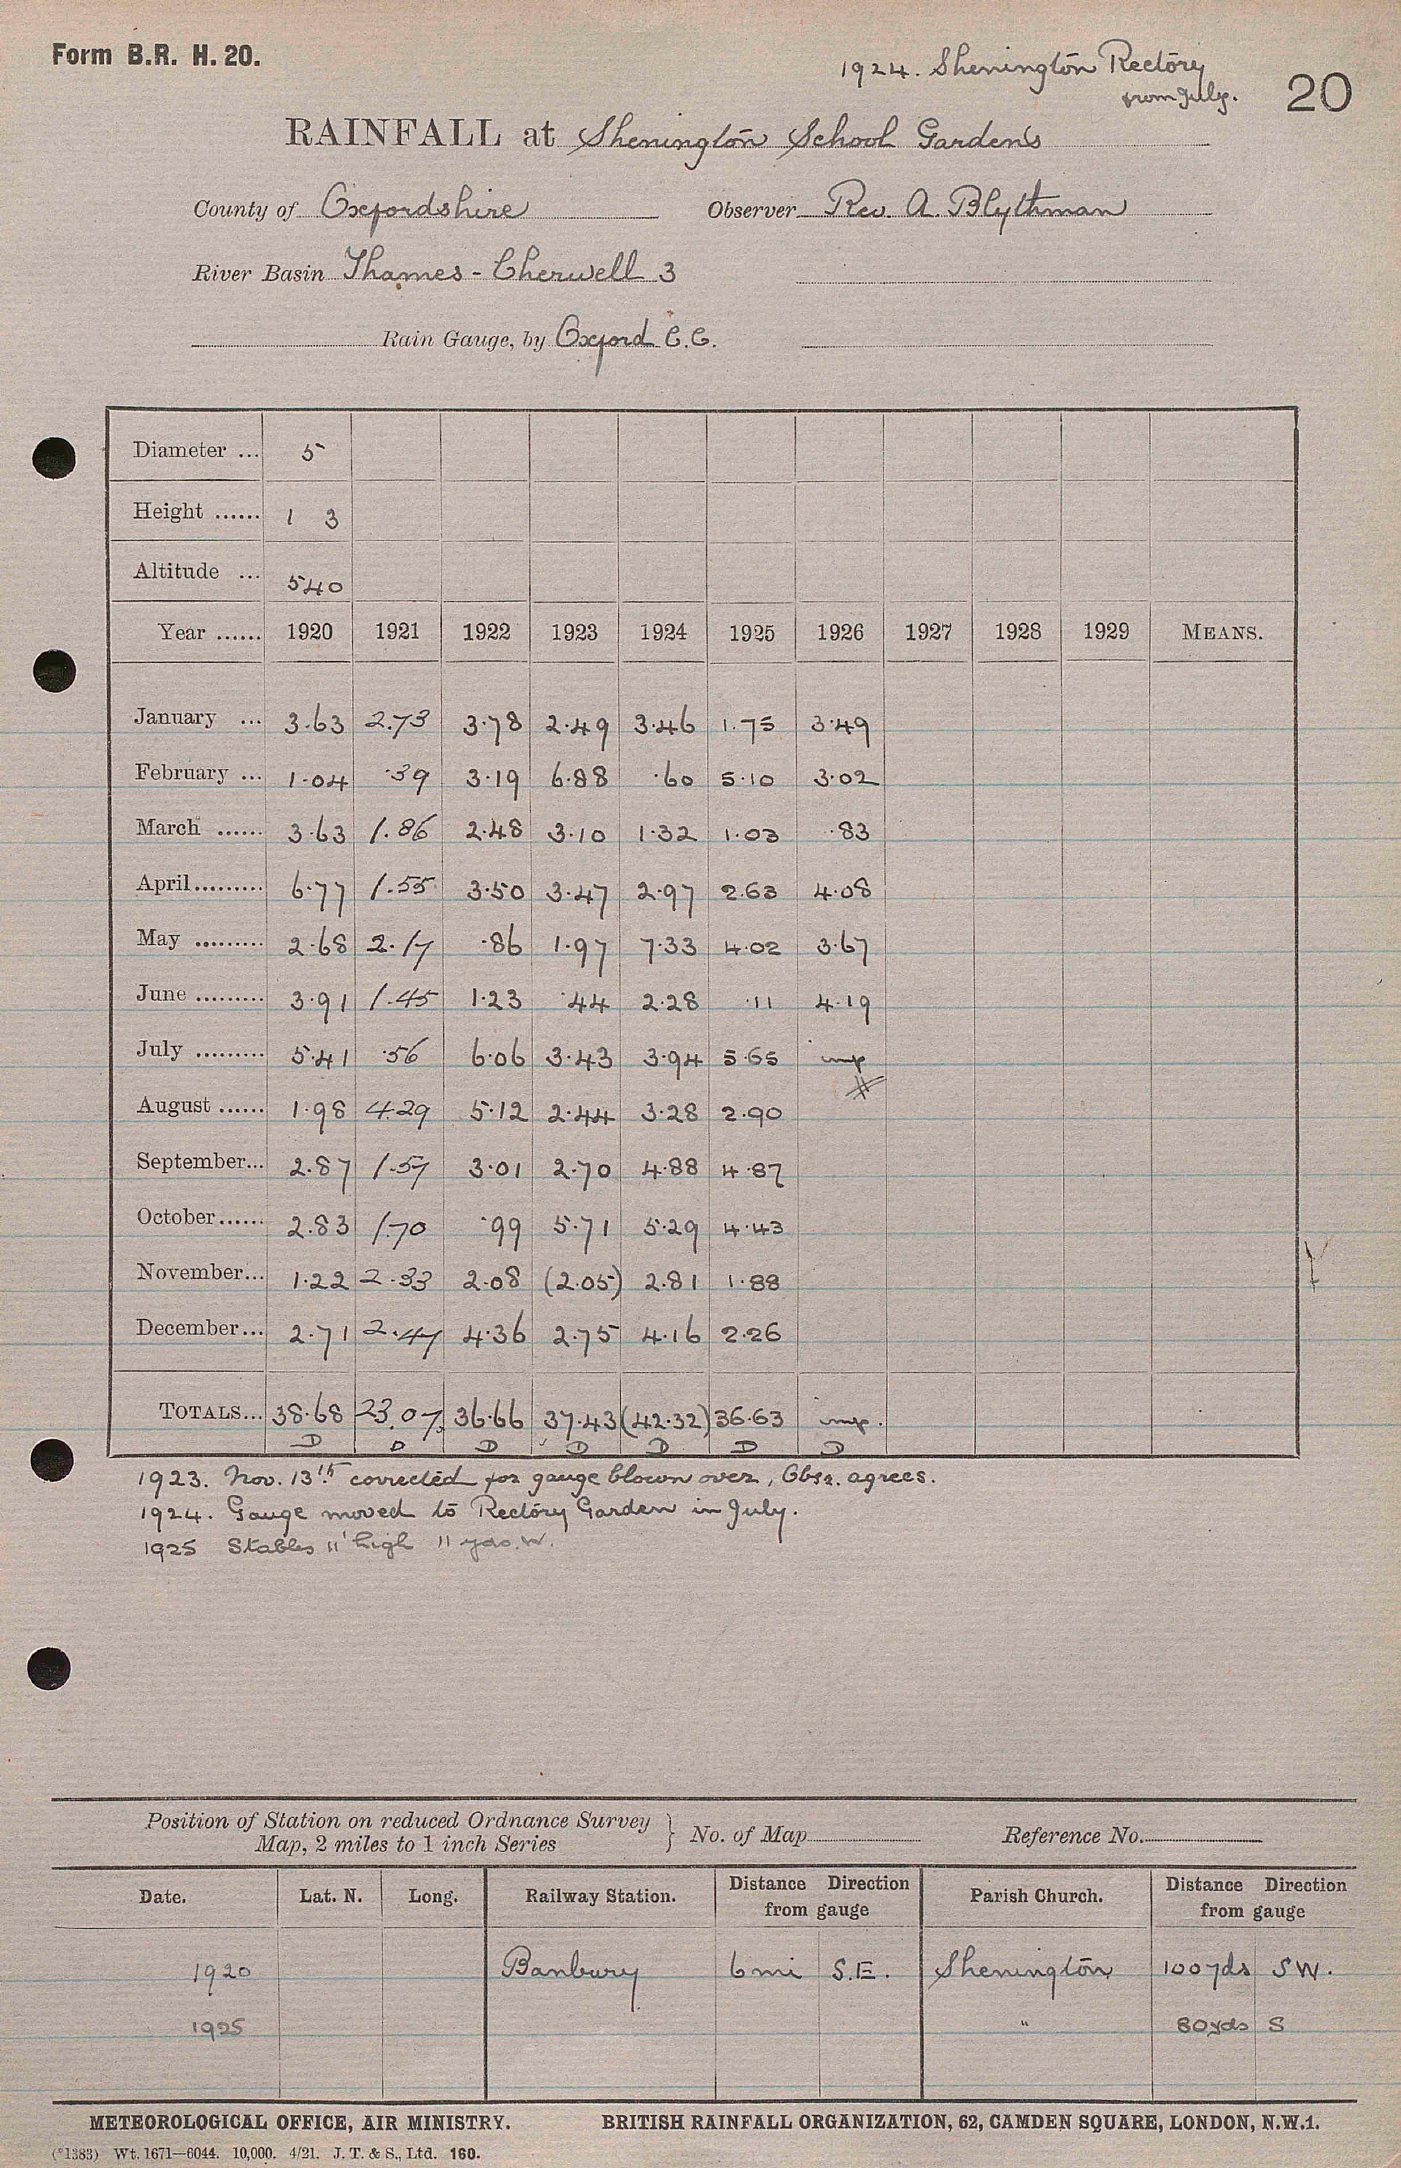 Form B.R. H. 20.
1924. Shenington Rectory
from July.
20
RAINFALL at Shenington School Gardens
County of Oxfordshire Observer Rev. A. Blythman
River Basin Thames - Cherwell 3
Rain Gauge, by Oxford C.C.
Diameter ... 5
Height ...... 1 3
Altitude ... 540
Year ...... 1920 1921 1922 1923 1924 1925 1926 1927 1928 1929 MEANS.
January ... 3.63 2.73 3.78 2.49 3.46 1.75 3.49
February ... 1.04 .39 3.19 6.88 .60 5.10 3.02
March ...... 3.63 1.86 2.48 3.10 1.32 1.03 .83
April......... 6.77 1.55 3.50 3.47 2.97 2.63 4.08
May ......... 2.68 2.17 .86 1.97 7.33 4.02 3.67
June ......... 3.91 1.45 1.23 .44 2.28 .11 4.19
July ......... 5.41 .56 6.06 3.43 3.94 5.65 imp
August ...... 1.98 4.29 5.12 2.44 3.28 2.90
September... 2.87 1.57 3.01 2.70 4.88 4.87
October...... 2.83 1.70 .99 5.71 5.29 4.43
November... 1.22 2.33 2.08 (2.05) 2.81 1.88
December... 2.71 2.47 4.36 2.75 4.16 2.26
TOTALS... 38.68 23.07 36.66 37.43 (42.32) 36.63 imp.
D D D D D D D
1923. Nov. 13th corrected for gauge blown over, Obsr. agrees.
1924. Gauge moved to Rectory Garden in July.
1925 Stables 11' high 11 yds. W.
Position of Station on reduced Ordnance Survey
Map, 2 miles to 1 inch Series } No. of Map Reference No.
Date. Lat. N. Long. Railway Station. Distance Direction from gauge Parish Church. Distance Direction from gauge
1920 Banbury 6 mi S.E. Shenington 100 yds SW.
1925 " 80 yds S
METEOROLOGICAL OFFICE, AIR MINISTRY. BRITISH RAINFALL ORGANIZATION, 62, CAMDEN SQUARE, LONDON, N.W.1.
(*1383) Wt. 1671—6044. 10,000. 4/21. J. T. & S., Ltd. 160.